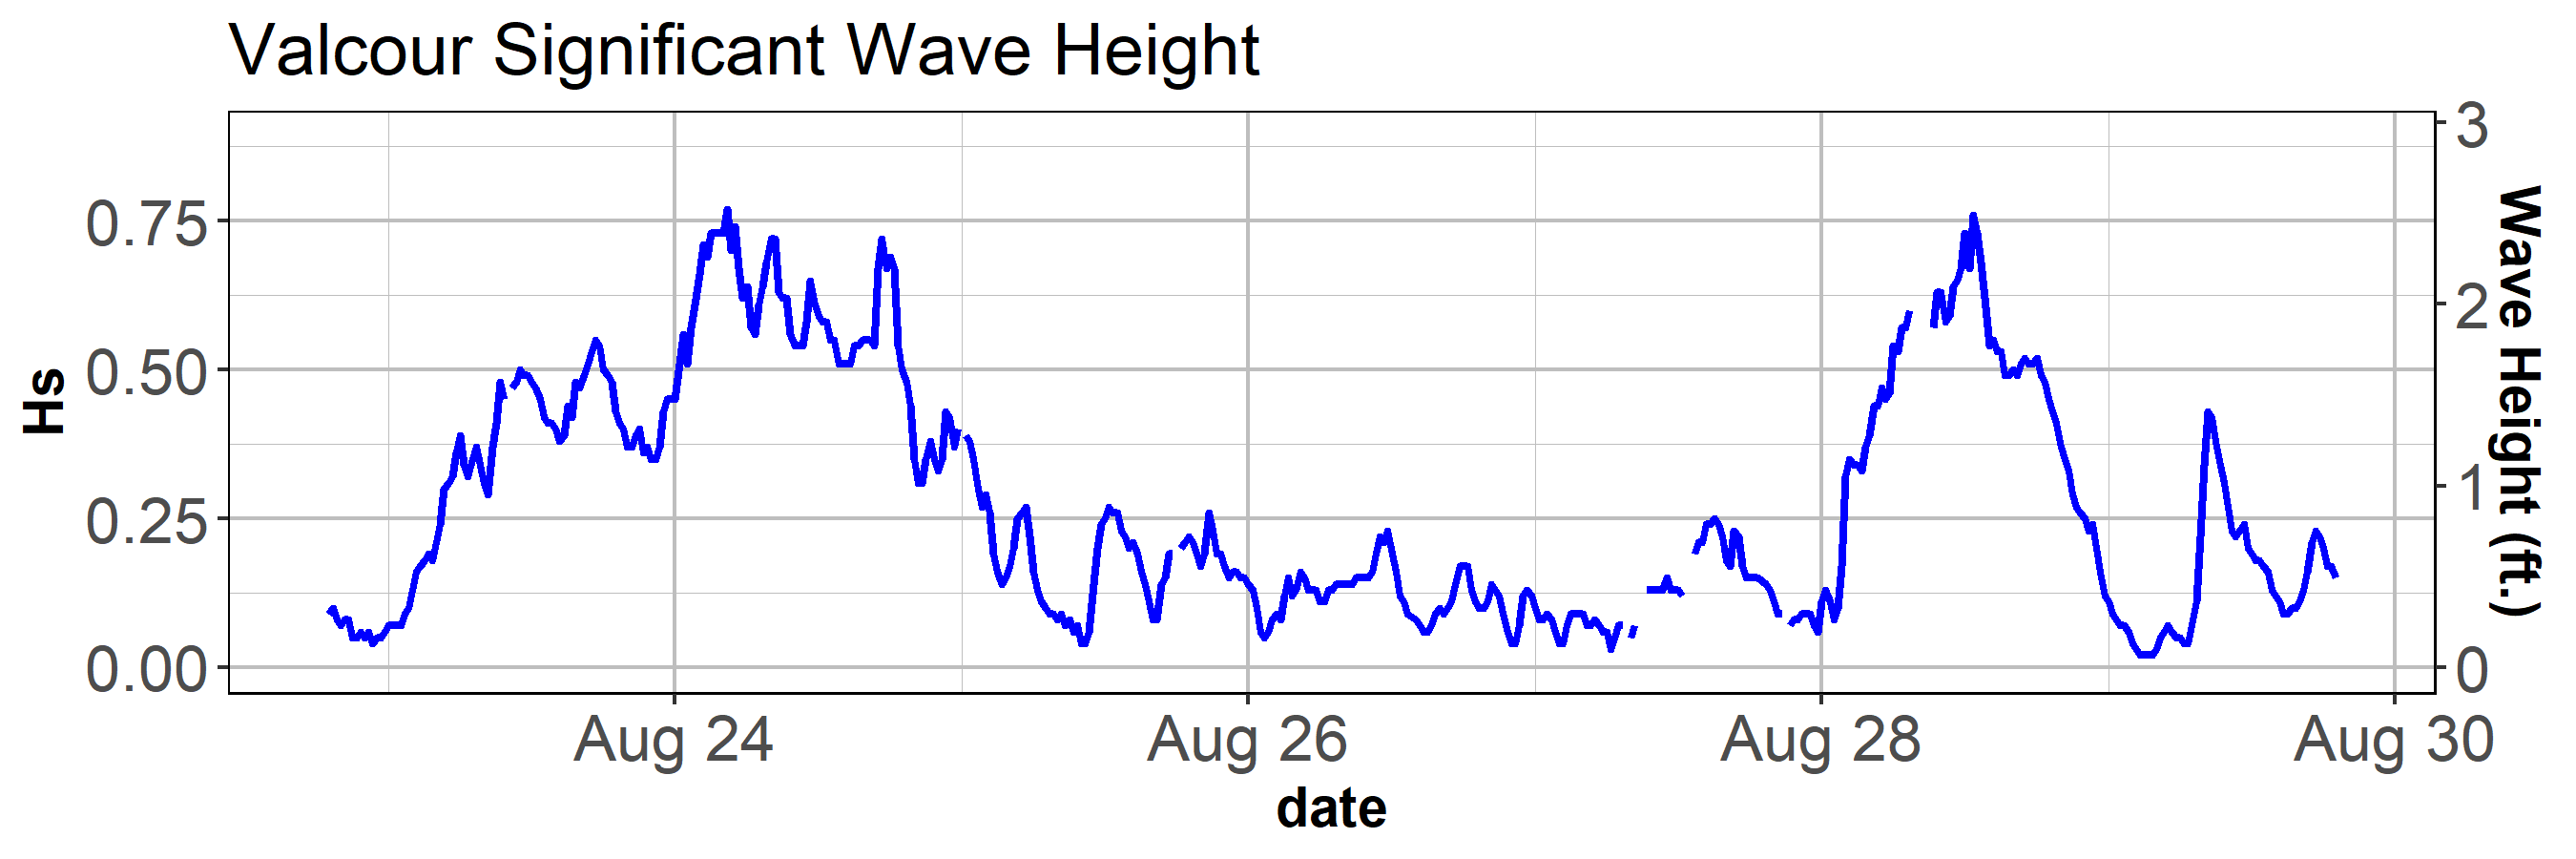 Valcour Significant Wave Height
Hs
0.75
0.50
0.25
0.00
3
2
1
0
Wave Height (ft.)
Aug 24
Aug 26
Aug 28
Aug 30
date